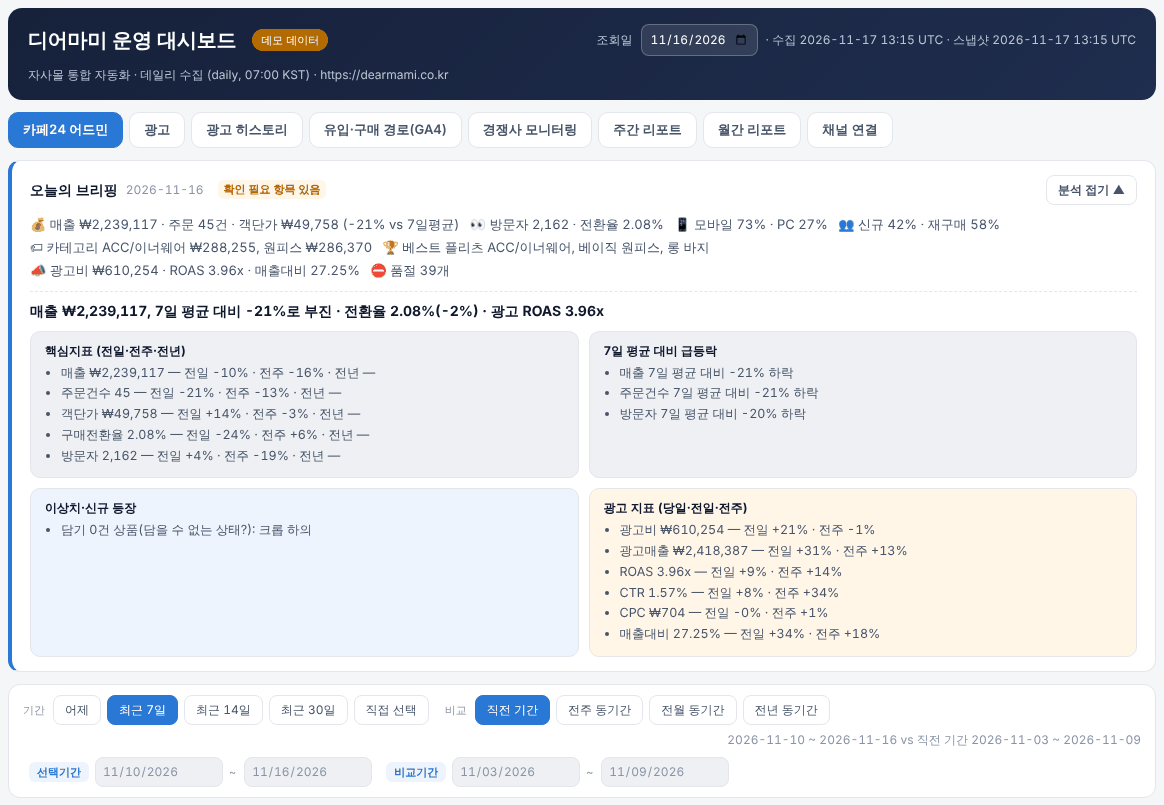 디어마미 운영 대시보드 데모 데이터 조회일 11/16/2026 · 수집 2026-11-17 13:15 UTC · 스냅샷 2026-11-17 13:15 UTC
자사몰 통합 자동화 · 데일리 수집 (daily, 07:00 KST) · https://dearmami.co.kr
카페24 어드민 광고 광고 히스토리 유입·구매 경로(GA4) 경쟁사 모니터링 주간 리포트 월간 리포트 채널 연결
오늘의 브리핑 2026-11-16 확인 필요 항목 있음 분석 접기 ▲
💰 매출 ₩2,239,117 · 주문 45건 · 객단가 ₩49,758 (-21% vs 7일평균) 👀 방문자 2,162 · 전환율 2.08% 📱 모바일 73% · PC 27% 👥 신규 42% · 재구매 58%
🏷 카테고리 ACC/이너웨어 ₩288,255, 원피스 ₩286,370 🏆 베스트 플리츠 ACC/이너웨어, 베이직 원피스, 롱 바지
📣 광고비 ₩610,254 · ROAS 3.96x · 매출대비 27.25% ⛔ 품절 39개
매출 ₩2,239,117, 7일 평균 대비 -21%로 부진 · 전환율 2.08%(-2%) · 광고 ROAS 3.96x
핵심지표 (전일·전주·전년)
• 매출 ₩2,239,117 — 전일 -10% · 전주 -16% · 전년 —
• 주문건수 45 — 전일 -21% · 전주 -13% · 전년 —
• 객단가 ₩49,758 — 전일 +14% · 전주 -3% · 전년 —
• 구매전환율 2.08% — 전일 -24% · 전주 +6% · 전년 —
• 방문자 2,162 — 전일 +4% · 전주 -19% · 전년 —
7일 평균 대비 급등락
• 매출 7일 평균 대비 -21% 하락
• 주문건수 7일 평균 대비 -21% 하락
• 방문자 7일 평균 대비 -20% 하락
이상치·신규 등장
• 담기 0건 상품(담을 수 없는 상태?): 크롭 하의
광고 지표 (당일·전일·전주)
• 광고비 ₩610,254 — 전일 +21% · 전주 -1%
• 광고매출 ₩2,418,387 — 전일 +31% · 전주 +13%
• ROAS 3.96x — 전일 +9% · 전주 +14%
• CTR 1.57% — 전일 +8% · 전주 +34%
• CPC ₩704 — 전일 -0% · 전주 +1%
• 매출대비 27.25% — 전일 +34% · 전주 +18%
기간 어제 최근 7일 최근 14일 최근 30일 직접 선택 비교 직전 기간 전주 동기간 전월 동기간 전년 동기간
2026-11-10 ~ 2026-11-16 vs 직전 기간 2026-11-03 ~ 2026-11-09
선택기간 11/10/2026 ~ 11/16/2026 비교기간 11/03/2026 ~ 11/09/2026